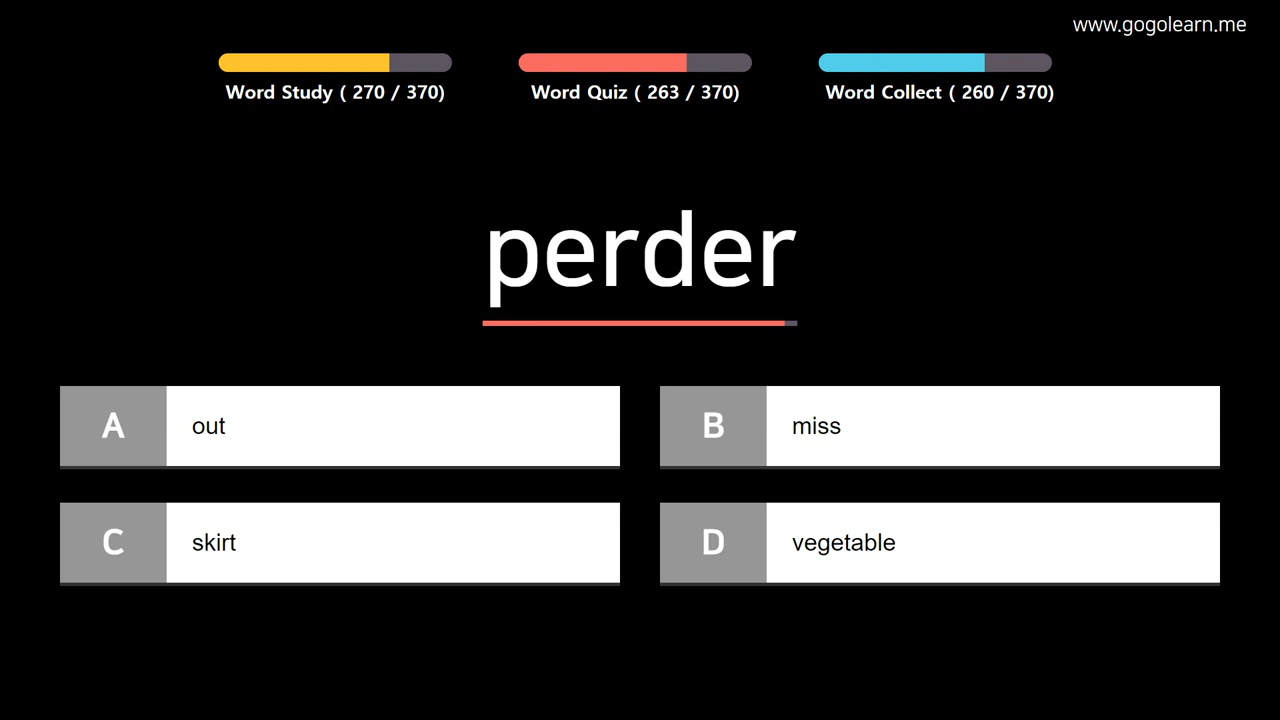 www.gogolearn.me
Word Study ( 270 / 370)
Word Quiz ( 263 / 370)
Word Collect ( 260 / 370)
perder
A out
B miss
C skirt
D vegetable